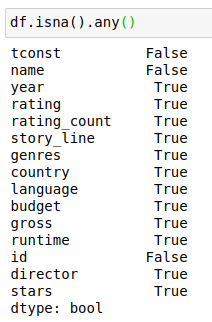 df.isna().any()
tconst False
name False
year True
rating True
rating_count True
story_line True
genres True
country True
language True
budget True
gross True
runtime True
id False
director True
stars True
dtype: bool